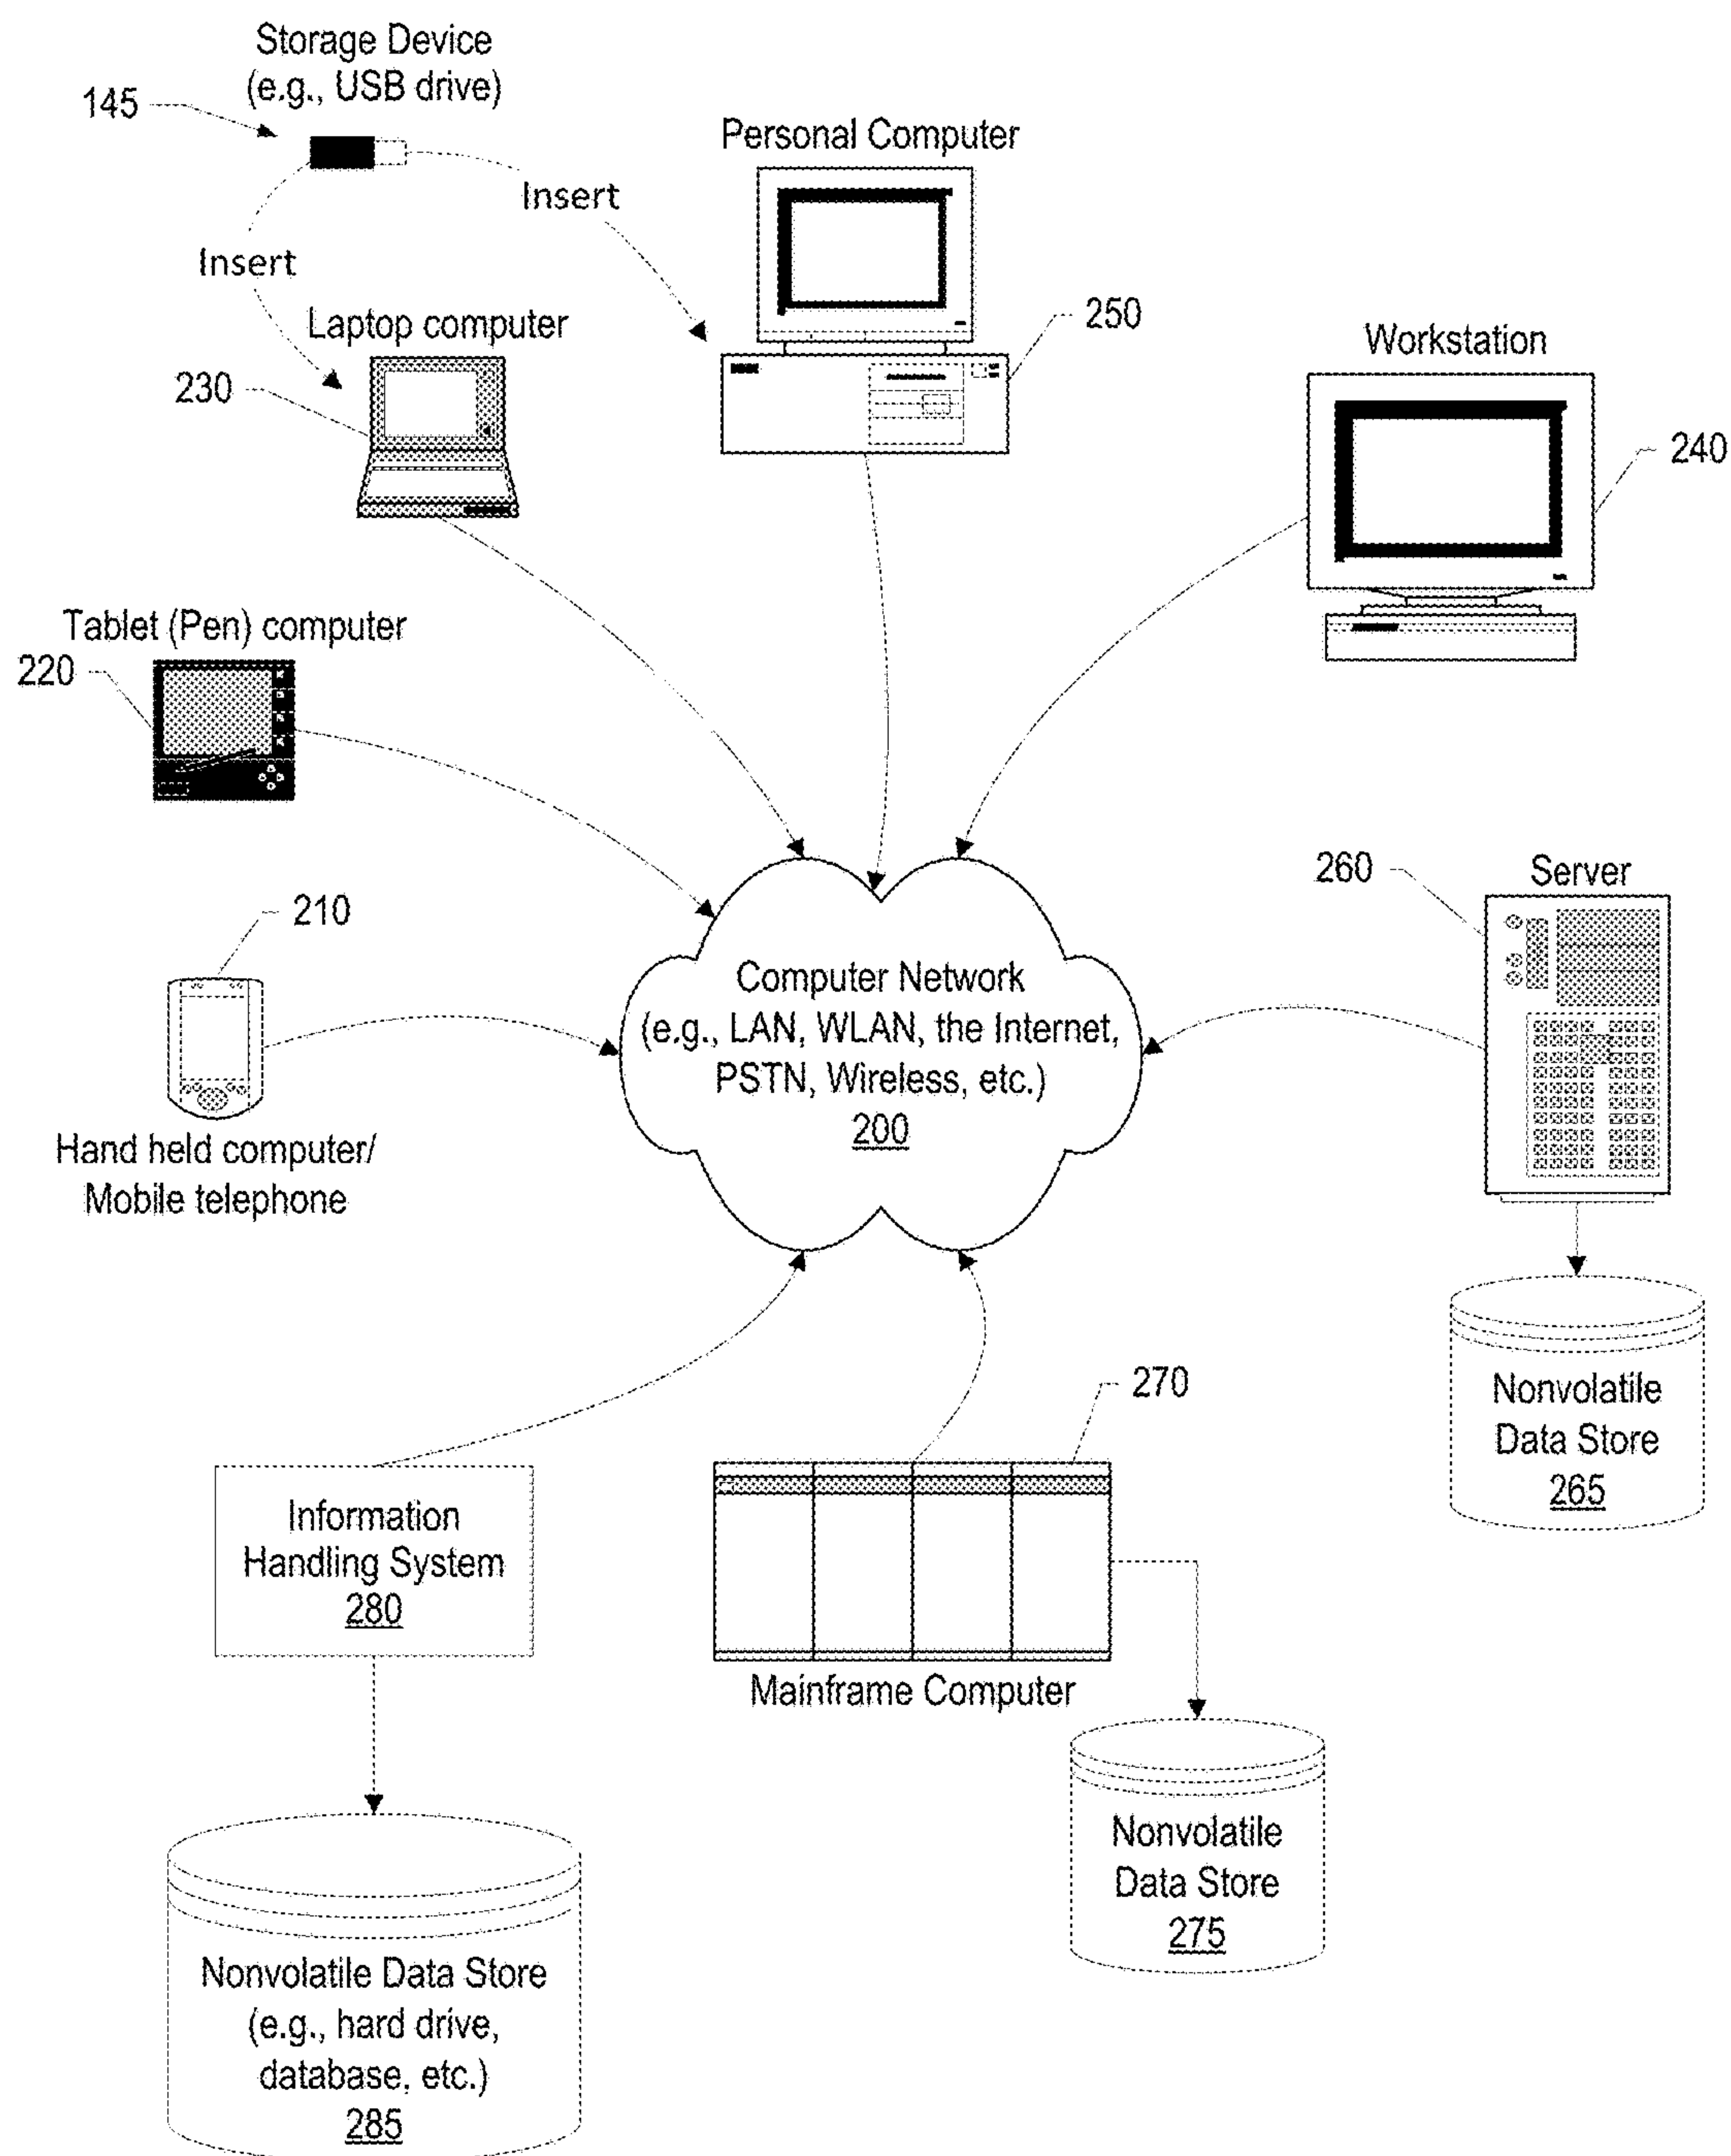 Storage Device
(e.g., USB drive)
145
Personal Computer
Insert
Insert
Laptop computer
250
Workstation
230
240
Tablet (Pen) computer
220
260
Server
210
Computer Network
(e.g., LAN, WLAN, the Internet,
PSTN, Wireless, etc.)
200
Hand held computer/
Mobile telephone
270
Nonvolatile
Data Store
265
Information
Handling System
280
Mainframe Computer
Nonvolatile
Data Store
275
Nonvolatile Data Store
(e.g., hard drive,
database, etc.)
285